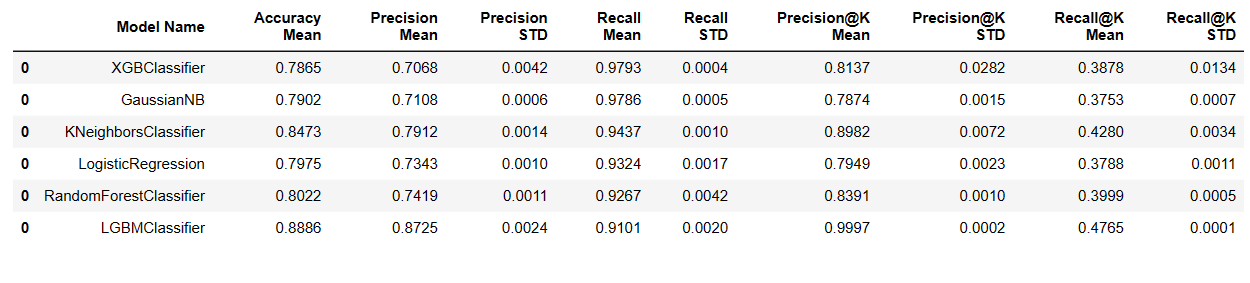 Model Name Accuracy Mean Precision Mean Precision STD Recall Mean Recall STD Precision@K Mean Precision@K STD Recall@K Mean Recall@K STD
0 XGBClassifier 0.7865 0.7068 0.0042 0.9793 0.0004 0.8137 0.0282 0.3878 0.0134
0 GaussianNB 0.7902 0.7108 0.0006 0.9786 0.0005 0.7874 0.0015 0.3753 0.0007
0 KNeighborsClassifier 0.8473 0.7912 0.0014 0.9437 0.0010 0.8982 0.0072 0.4280 0.0034
0 LogisticRegression 0.7975 0.7343 0.0010 0.9324 0.0017 0.7949 0.0023 0.3788 0.0011
0 RandomForestClassifier 0.8022 0.7419 0.0011 0.9267 0.0042 0.8391 0.0010 0.3999 0.0005
0 LGBMClassifier 0.8886 0.8725 0.0024 0.9101 0.0020 0.9997 0.0002 0.4765 0.0001